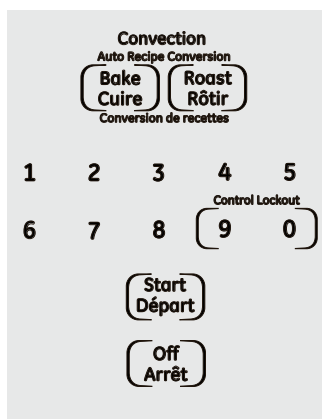 Convection
Auto Recipe Conversion
Bake Roast
Cuire Rôtir
Conversion de recettes
1 2 3 4 5
Control Lockout
6 7 8 9 0
Start
Départ
Off
Arrêt